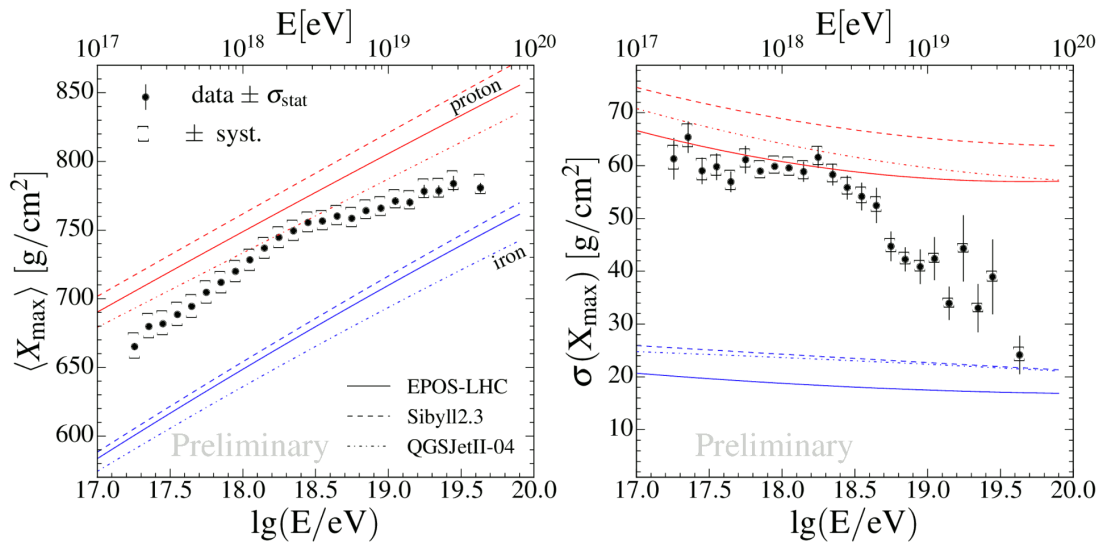 E[eV]
10^17 10^18 10^19 10^20
850
800
750
700
650
600
⟨X_max⟩ [g/cm^2]
data ± σ_stat
± syst.
proton
iron
EPOS-LHC
Sibyll2.3
QGSJetII-04
Preliminary
17.0 17.5 18.0 18.5 19.0 19.5 20.0
lg(E/eV)
E[eV]
10^17 10^18 10^19 10^20
70
60
50
40
30
20
10
σ(X_max) [g/cm^2]
Preliminary
17.0 17.5 18.0 18.5 19.0 19.5 20.0
lg(E/eV)